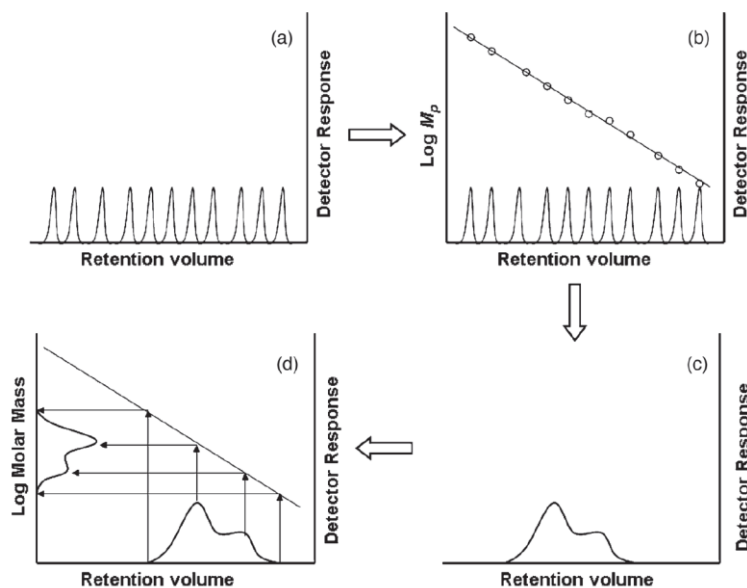 (a)
Detector Response
Retention volume
Log Mp
(b)
Detector Response
Retention volume
Log Molar Mass
(d)
Detector Response
Retention volume
(c)
Detector Response
Retention volume